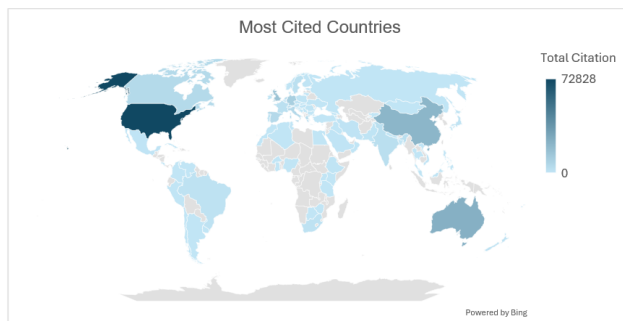 Most Cited Countries
Total Citation
72828
0
Powered by Bing